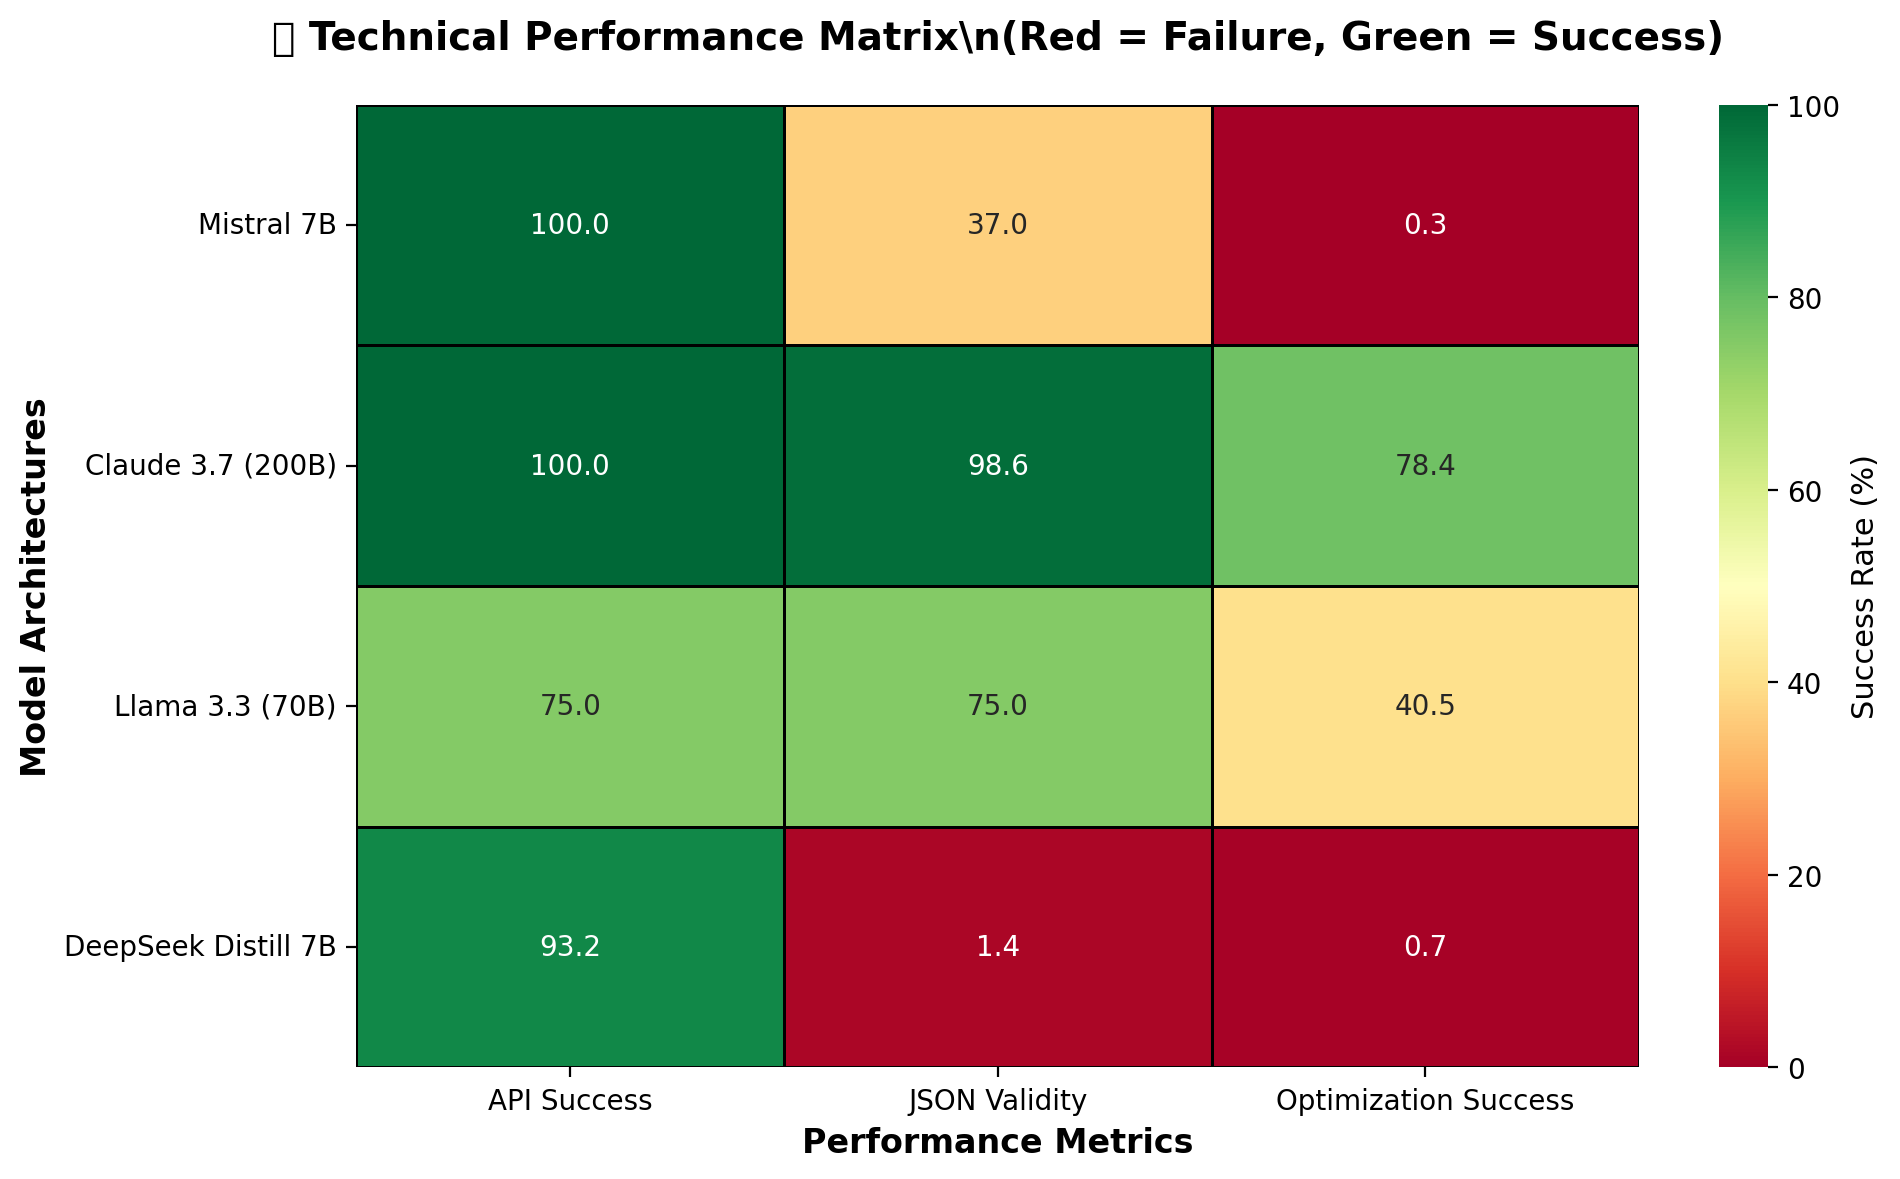 ▯ Technical Performance Matrix\n(Red = Failure, Green = Success)
Model Architectures
Mistral 7B 100.0 37.0 0.3
Claude 3.7 (200B) 100.0 98.6 78.4
Llama 3.3 (70B) 75.0 75.0 40.5
DeepSeek Distill 7B 93.2 1.4 0.7
API Success JSON Validity Optimization Success
Performance Metrics
100
80
60
40
20
0
Success Rate (%)